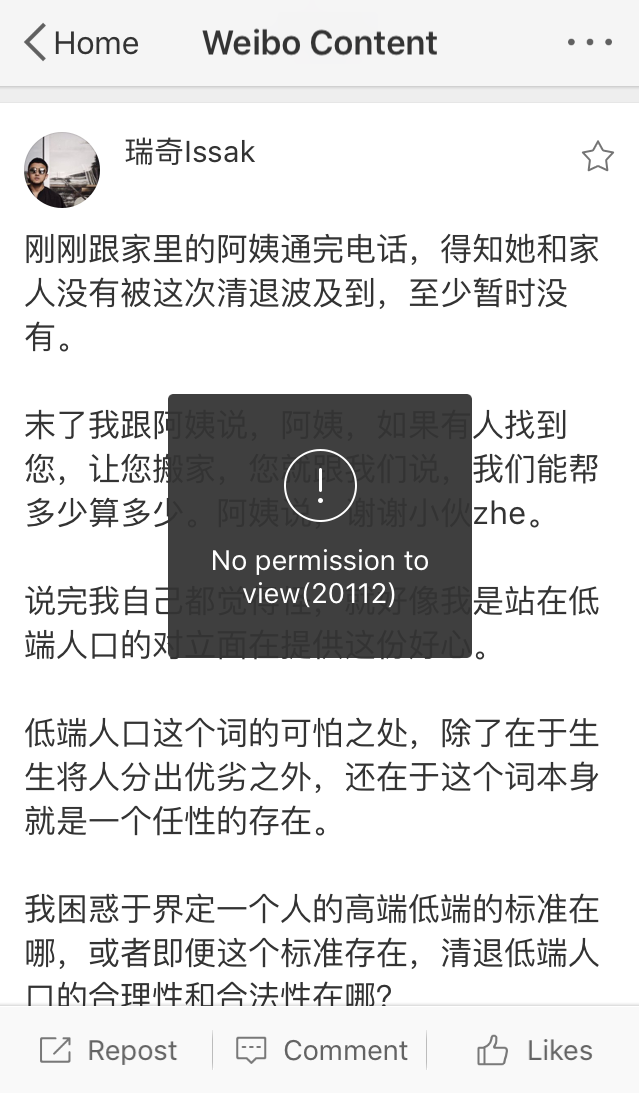 Home
Weibo Content
瑞奇Issak
刚刚跟家里的阿姨通完电话，得知她和家
人没有被这次清退波及到，至少暂时没
有。
末了我跟阿姨说，阿姨，如果有人找到
您，让您搬家，您就跟我们说，我们能帮
多少算多少。阿姨说，谢谢小伙zhe。
No permission to
view(20112)
说完我自己都觉得怪，就好像我是站在低
端人口的对立面在提供这份好心。
低端人口这个词的可怕之处，除了在于生
生将人分出优劣之外，还在于这个词本身
就是一个任性的存在。
我困惑于界定一个人的高端低端的标准在
哪，或者即便这个标准存在，清退低端人
口的合理性和合法性在哪？
Repost
Comment
Likes